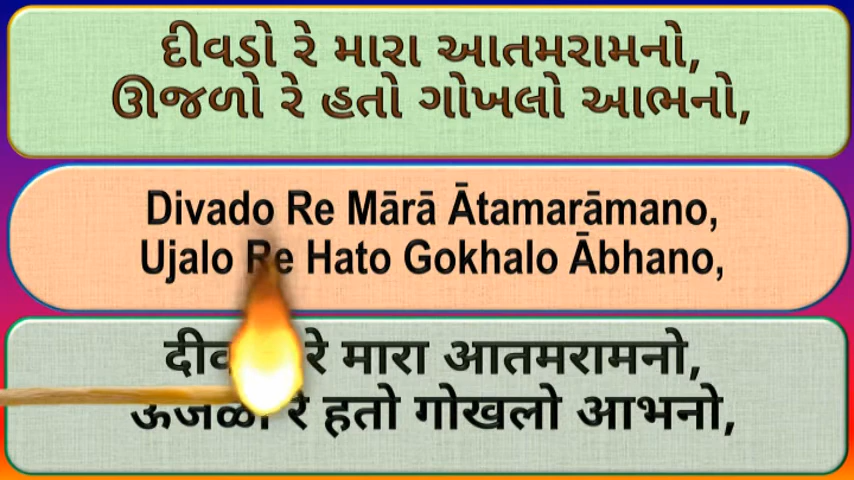 દીવડો રે મારા આતમરામનો,
ઊજળો રે હતો ગોખલો આભનો,
Divado Re Mārā Ātamarāmano,
Ujalo Re Hato Gokhalo Ābhano,
रे मारा आतमरामनो,
ऊजळो रे हतो गोखलो आभनो,